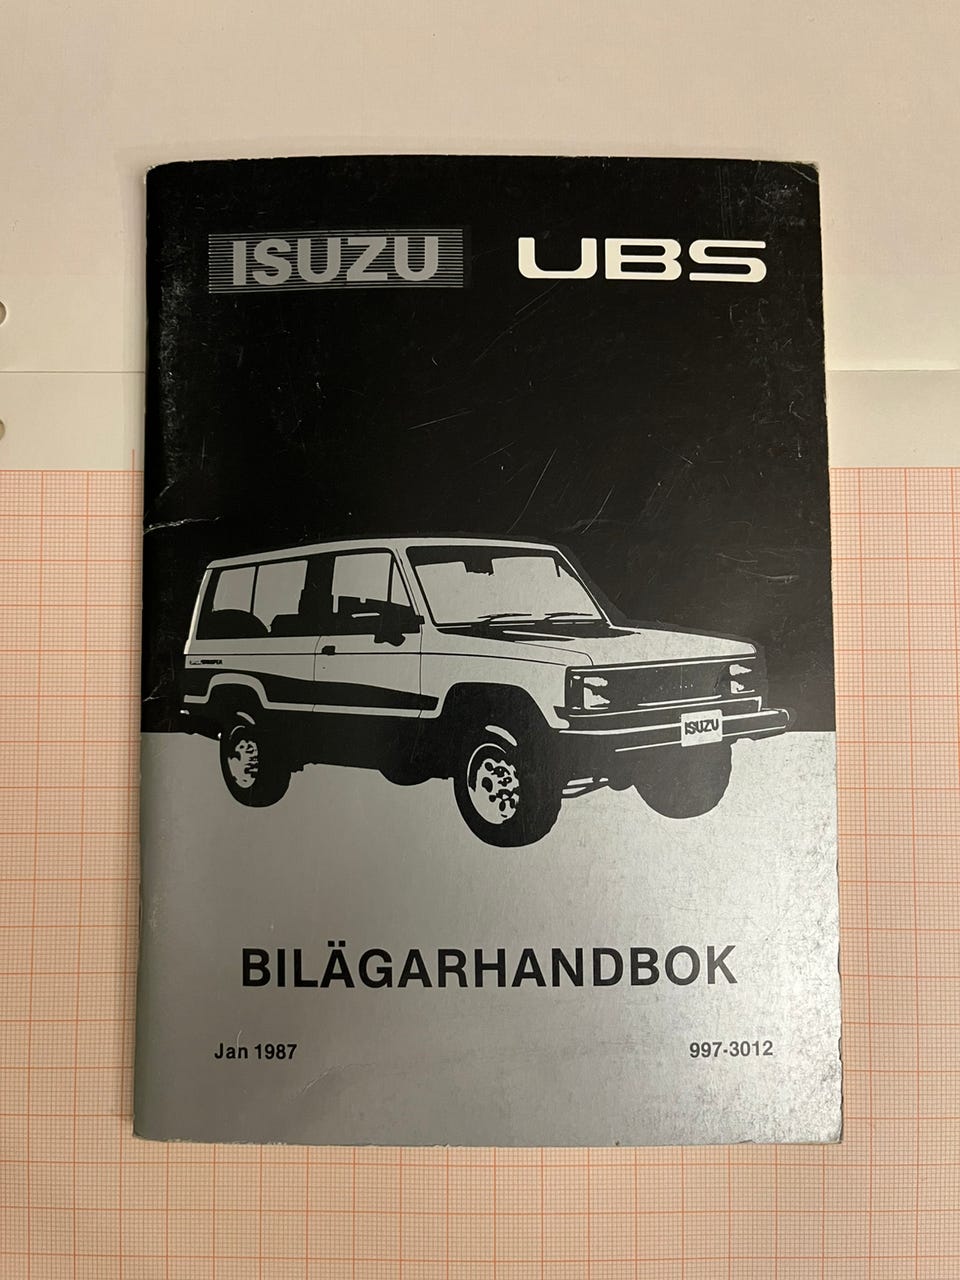 ISUZU UBS
ISUZU
BILÄGARHANDBOK
Jan 1987 997-3012